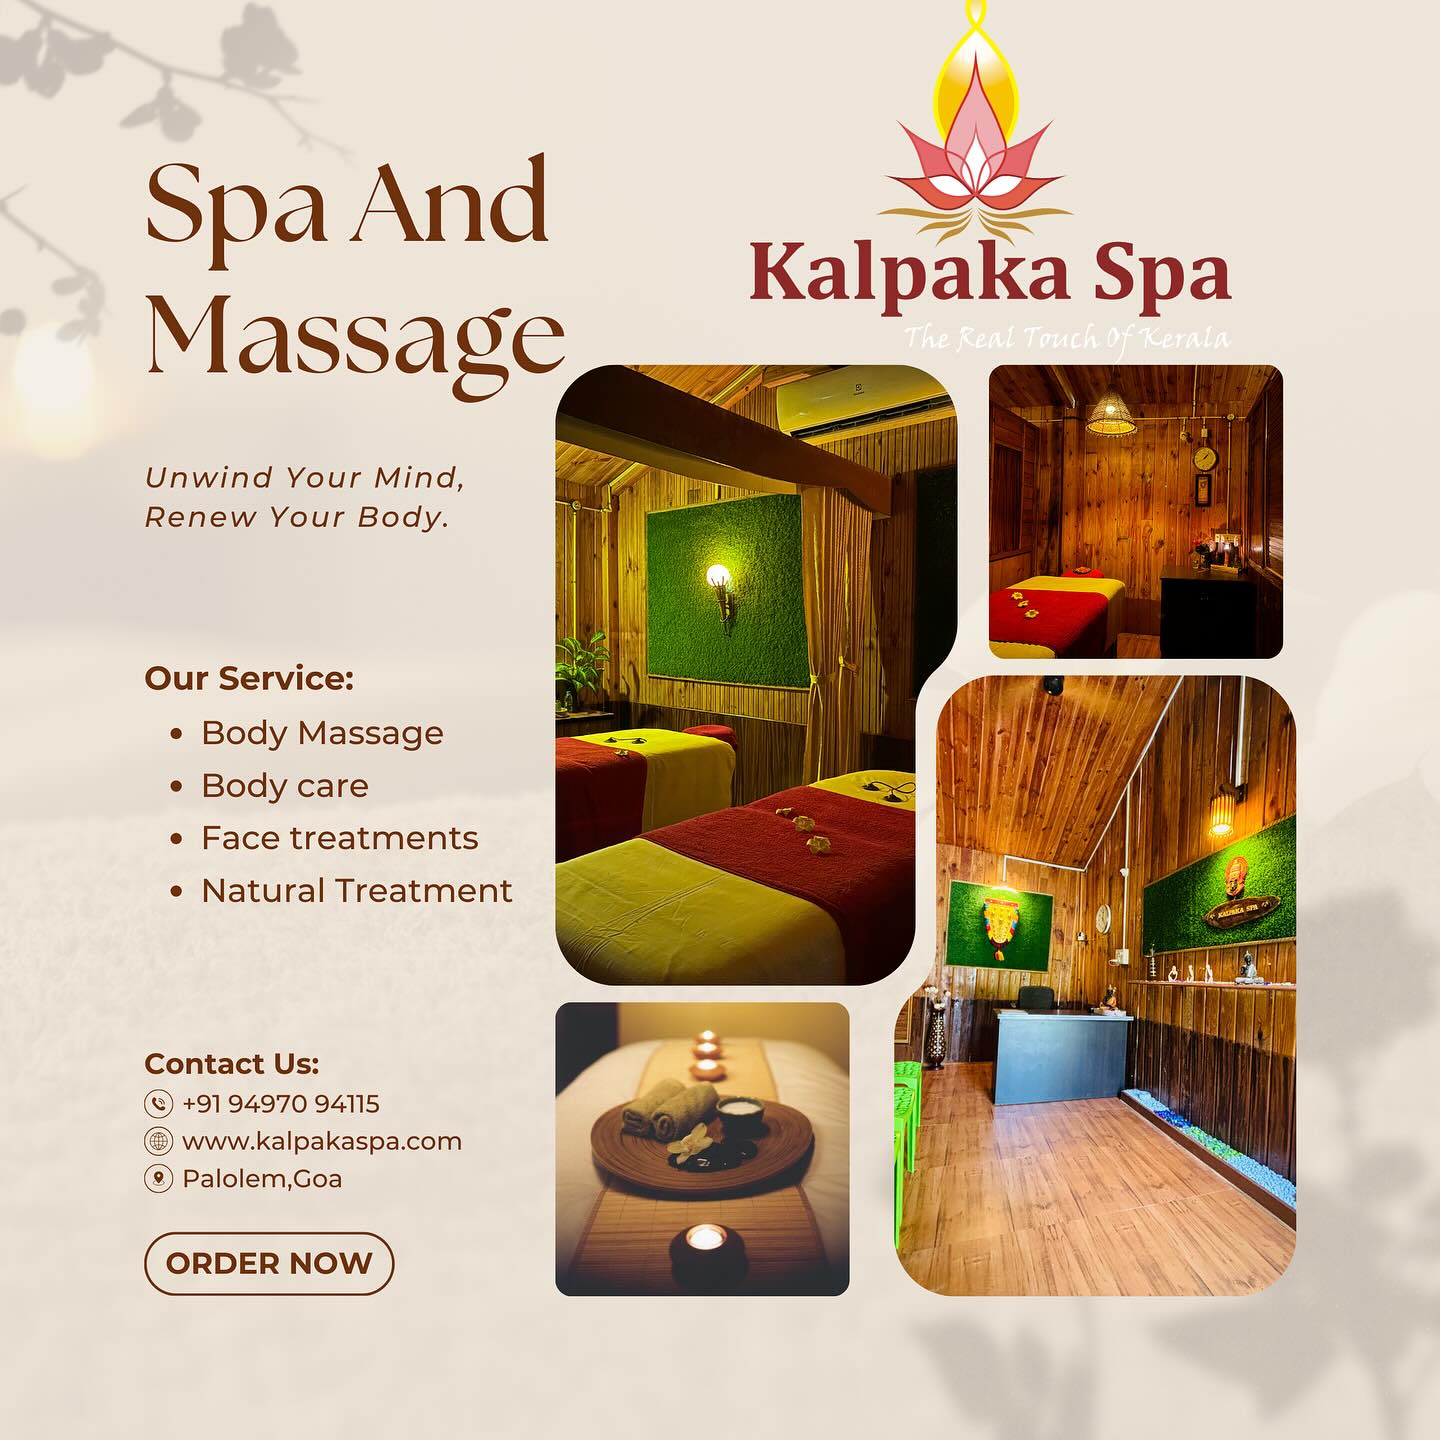 Spa And
Massage
Kalpaka Spa
The Real Touch Of Kerala
Unwind Your Mind,
Renew Your Body.
Our Service:
• Body Massage
• Body care
• Face treatments
• Natural Treatment
KALPAKA SPA
Contact Us:
+91 94970 94115
www.kalpakaspa.com
Palolem,Goa
ORDER NOW